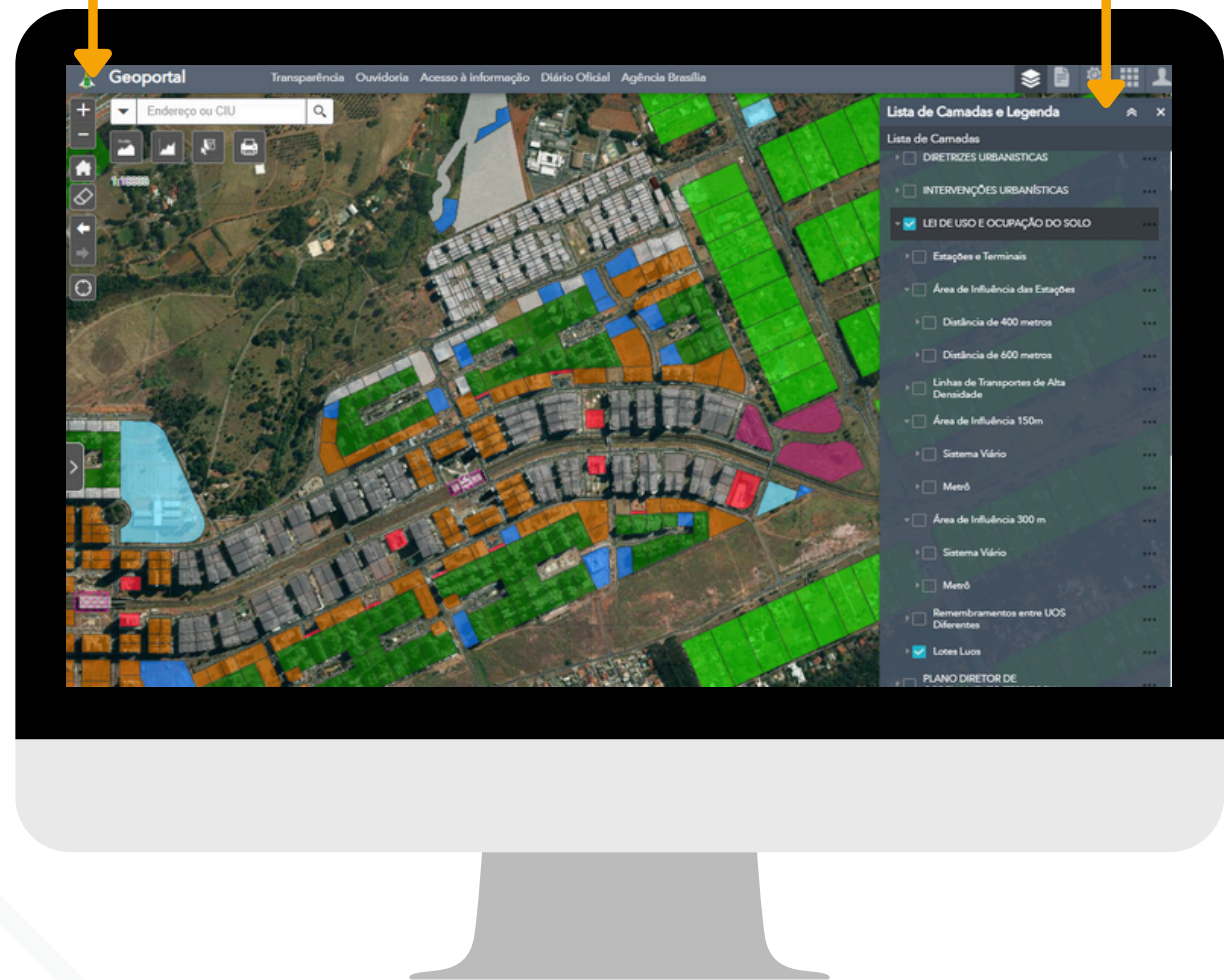 Geoportal
Transparência Ouvidoria Acesso à informação Diário Oficial Agência Brasília
Endereço ou CIU
Lista de Camadas e Legenda
Lista de Camadas
DIRETRIZES URBANISTICAS
INTERVENÇÕES URBANÍSTICAS
LEI DE USO E OCUPAÇÃO DO SOLO
Estações e Terminais
Área de Influência das Estações
Distância de 400 metros
Distância de 600 metros
Linhas de Transportes de Alta
Densidade
Área de Influência 150m
Sistema Viário
Metrô
Área de Influência 300 m
Sistema Viário
Metrô
Remembramentos entre UOS
Diferentes
Lotes Luos
PLANO DIRETOR DE